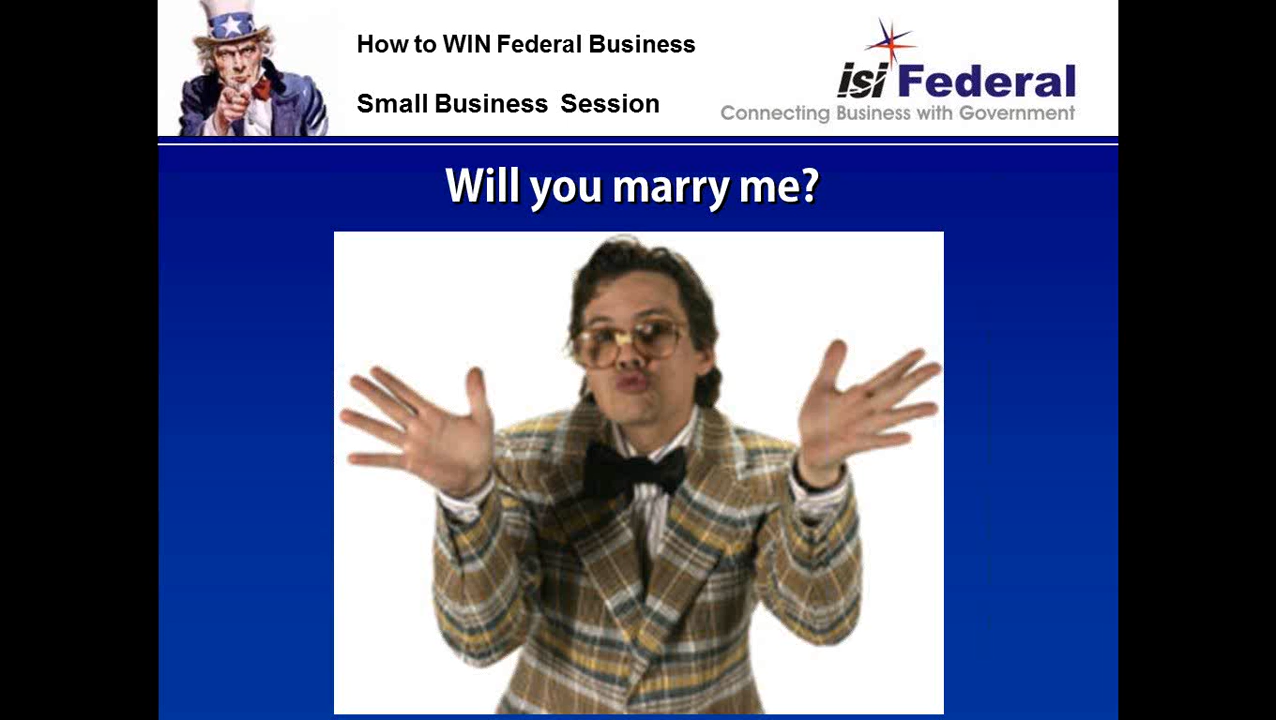 How to WIN Federal Business
Small Business Session
isi Federal
Connecting Business with Government
Will you marry me?